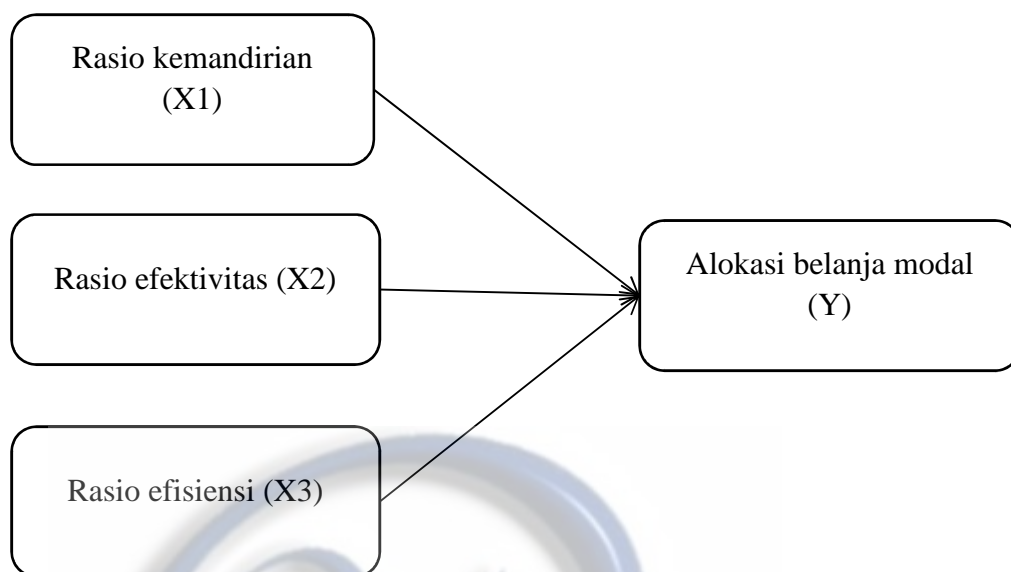 Rasio kemandirian
(X1)
Rasio efektivitas (X2)
Alokasi belanja modal
(Y)
Rasio efisiensi (X3)